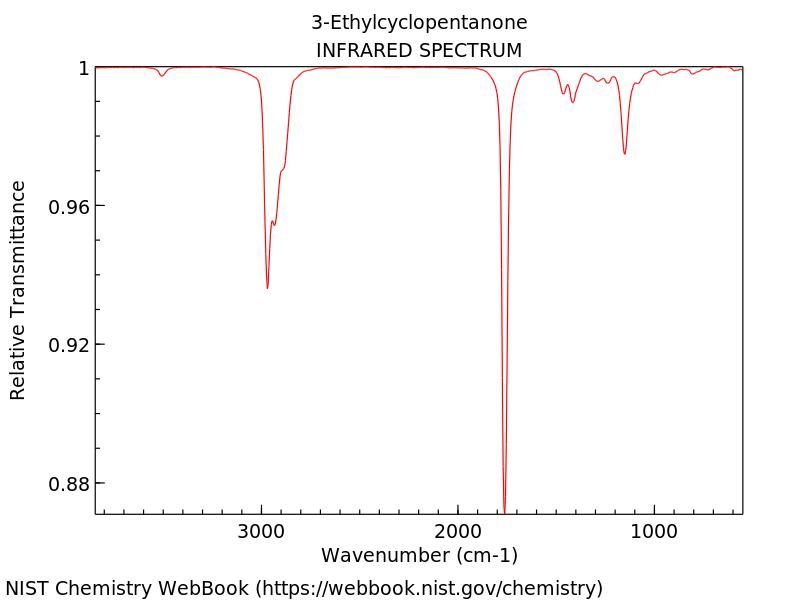 3-Ethylcyclopentanone
INFRARED SPECTRUM
1
0.96
0.92
0.88
Relative Transmittance
3000 2000 1000
Wavenumber (cm-1)
NIST Chemistry WebBook (https://webbook.nist.gov/chemistry)